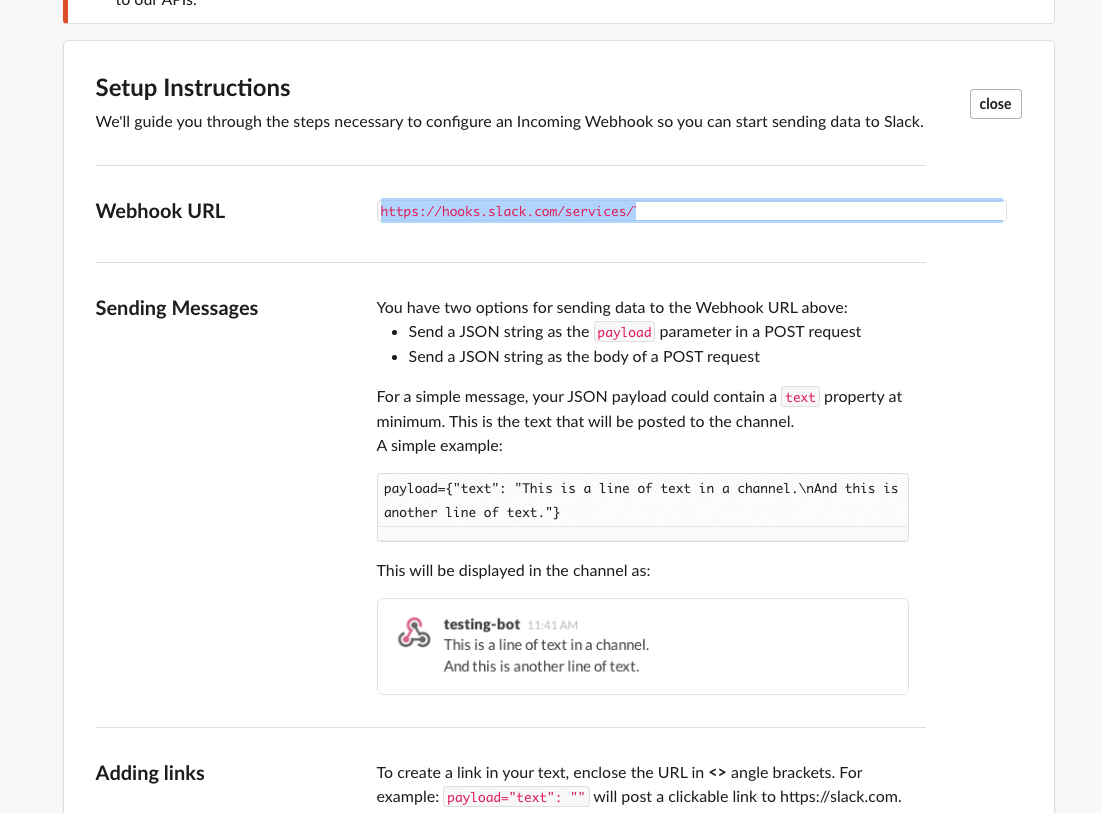 to our APIs.
Setup Instructions
close
We'll guide you through the steps necessary to configure an Incoming Webhook so you can start sending data to Slack.
Webhook URL
https://hooks.slack.com/services/
Sending Messages
You have two options for sending data to the Webhook URL above:
• Send a JSON string as the payload parameter in a POST request
• Send a JSON string as the body of a POST request
For a simple message, your JSON payload could contain a text property at
minimum. This is the text that will be posted to the channel.
A simple example:
payload={"text": "This is a line of text in a channel.\nAnd this is
another line of text."}
This will be displayed in the channel as:
testing-bot 11:41 AM
This is a line of text in a channel.
And this is another line of text.
Adding links
To create a link in your text, enclose the URL in <> angle brackets. For
example: payload="text": "" will post a clickable link to https://slack.com.